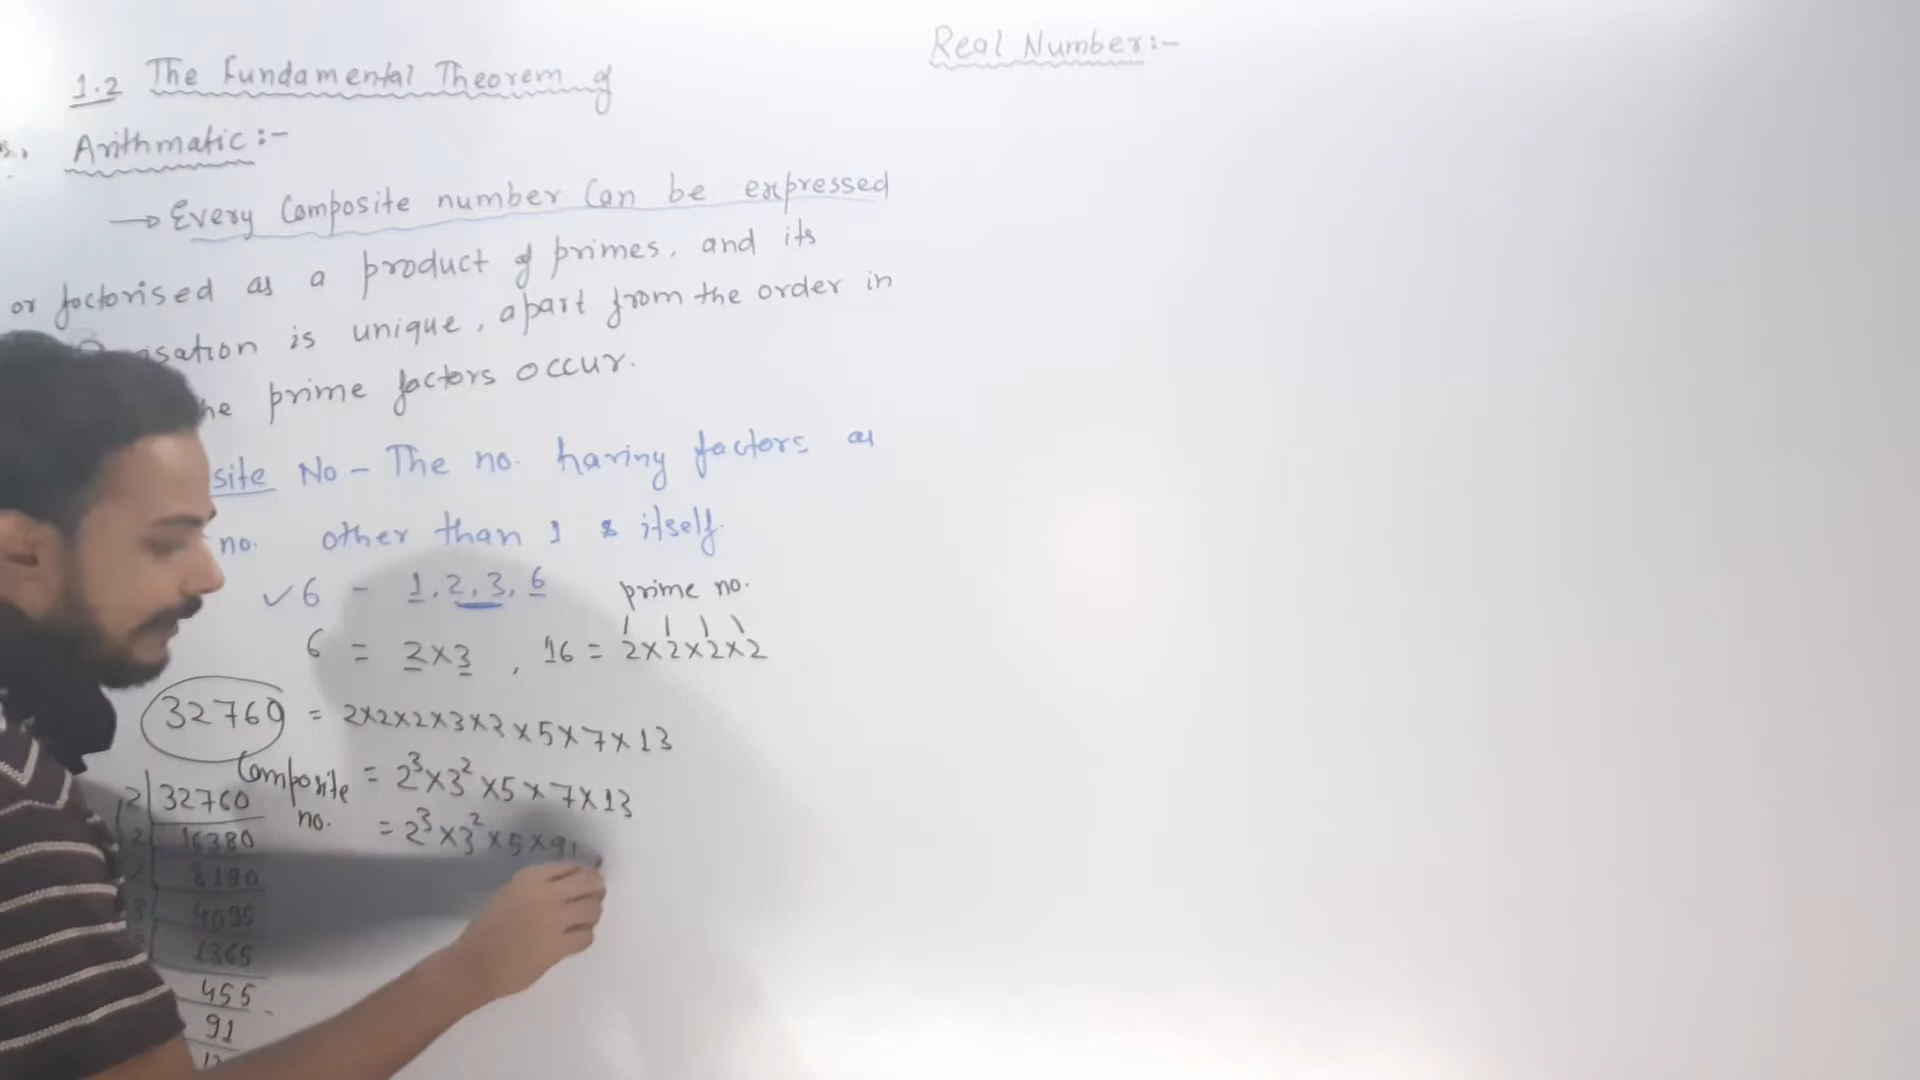 Real Number:-
1.2 The Fundamental Theorem of
Arithmatic:-
→ Every Composite number Can be expressed
or factorised as a product of primes, and its
sation is unique, apart from the order in
he prime factors occur.
site No - The no. having factors as
no. other than 1 & itself.
✓6 - 1, 2, 3, 6 prime no.
6 = 2×3 , 16 = 2×2×2×2
32760 = 2×2×2×3×3×5×7×13
Composite = 2³×3²×5×7×13
no. = 2³×3²×5×91
2 32760
2 16380
2 8190
3 4095
3 1365
455
91